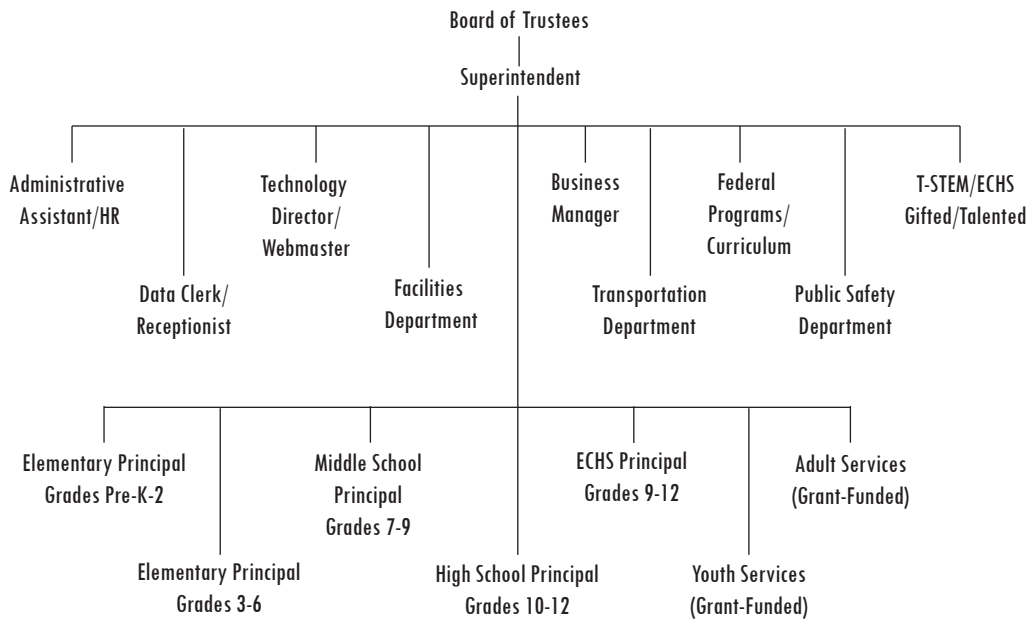 Board of Trustees
Superintendent
Administrative
Assistant/HR
Data Clerk/
Receptionist
Technology
Director/
Webmaster
Facilities
Department
Business
Manager
Transportation
Department
Federal
Programs/
Curriculum
Public Safety
Department
T-STEM/ECHS
Gifted/Talented
Elementary Principal
Grades Pre-K-2
Elementary Principal
Grades 3-6
Middle School
Principal
Grades 7-9
High School Principal
Grades 10-12
ECHS Principal
Grades 9-12
Youth Services
(Grant-Funded)
Adult Services
(Grant-Funded)